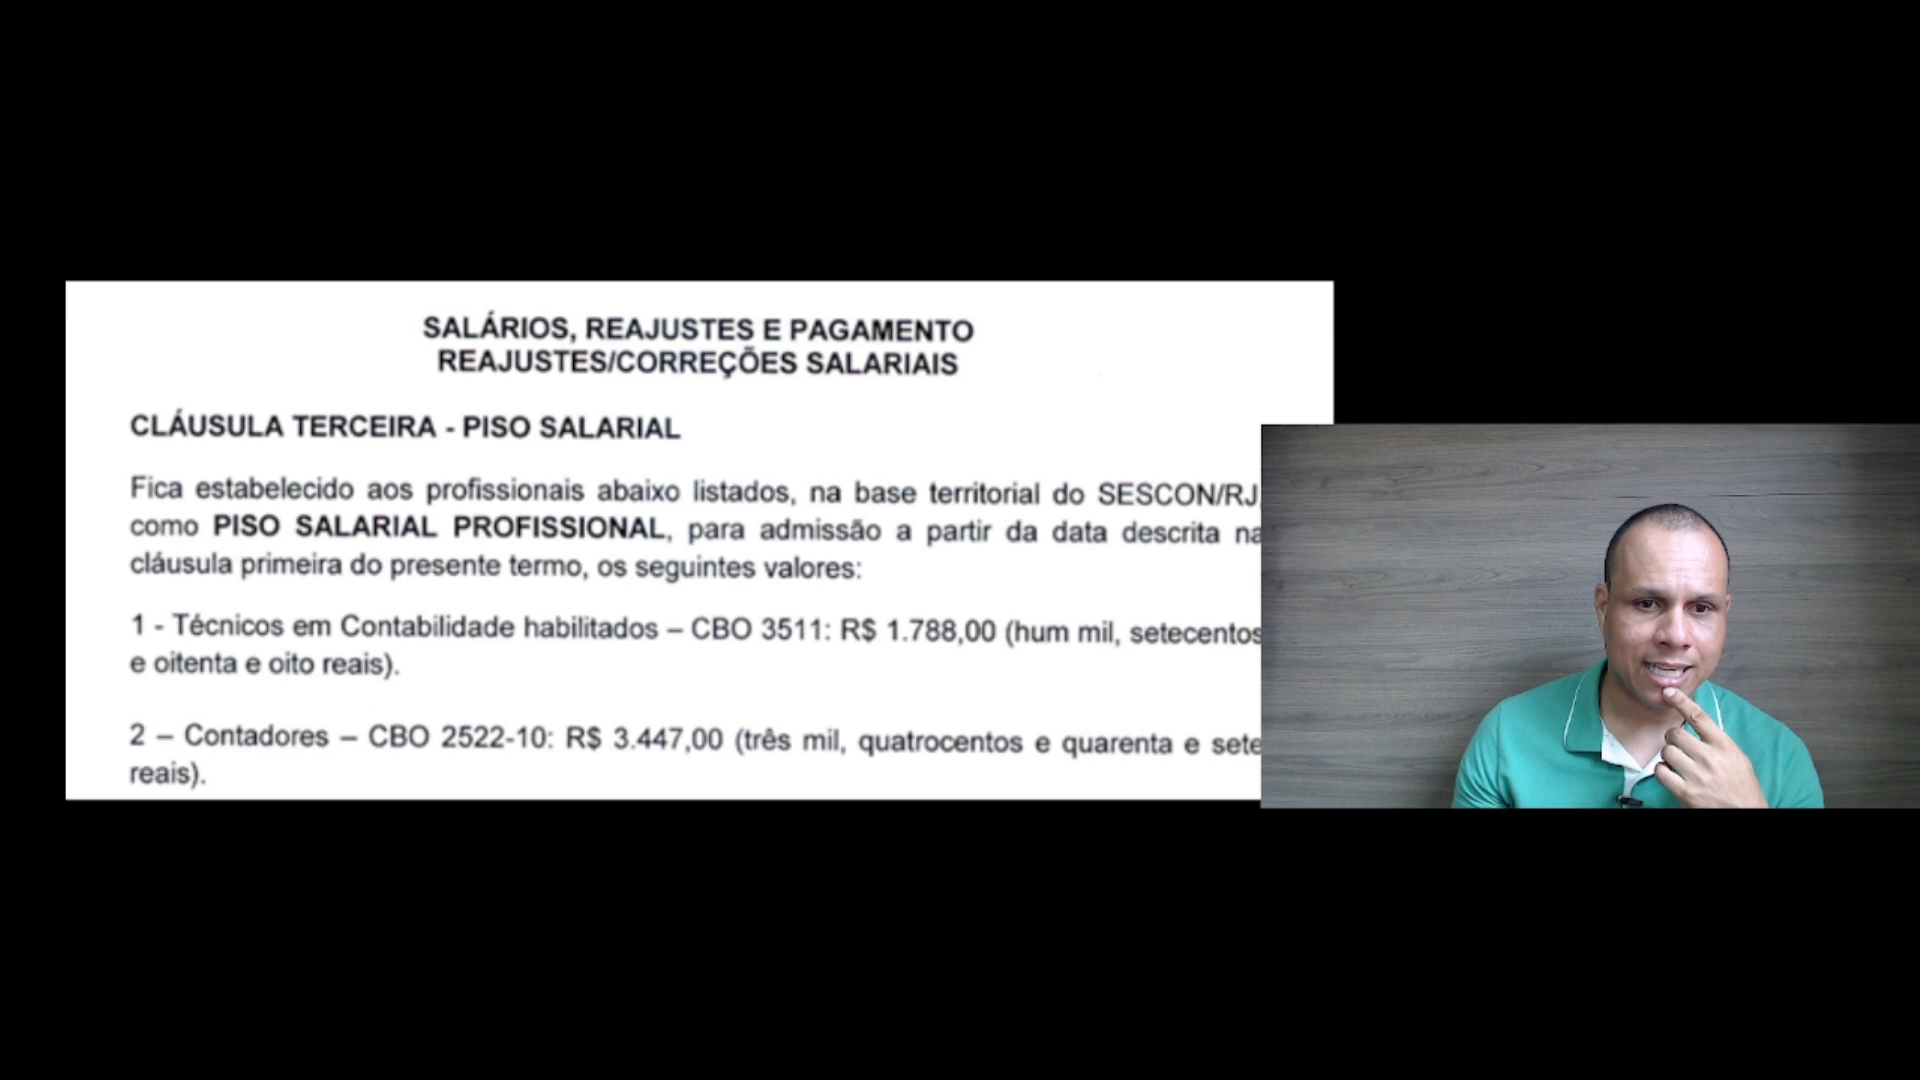 SALÁRIOS, REAJUSTES E PAGAMENTO
REAJUSTES/CORREÇÕES SALARIAIS
CLÁUSULA TERCEIRA - PISO SALARIAL
Fica estabelecido aos profissionais abaixo listados, na base territorial do SESCON/RJ,
como PISO SALARIAL PROFISSIONAL, para admissão a partir da data descrita na
cláusula primeira do presente termo, os seguintes valores:
1 - Técnicos em Contabilidade habilitados – CBO 3511: R$ 1.788,00 (hum mil, setecentos
e oitenta e oito reais).
2 – Contadores – CBO 2522-10: R$ 3.447,00 (três mil, quatrocentos e quarenta e sete
reais).